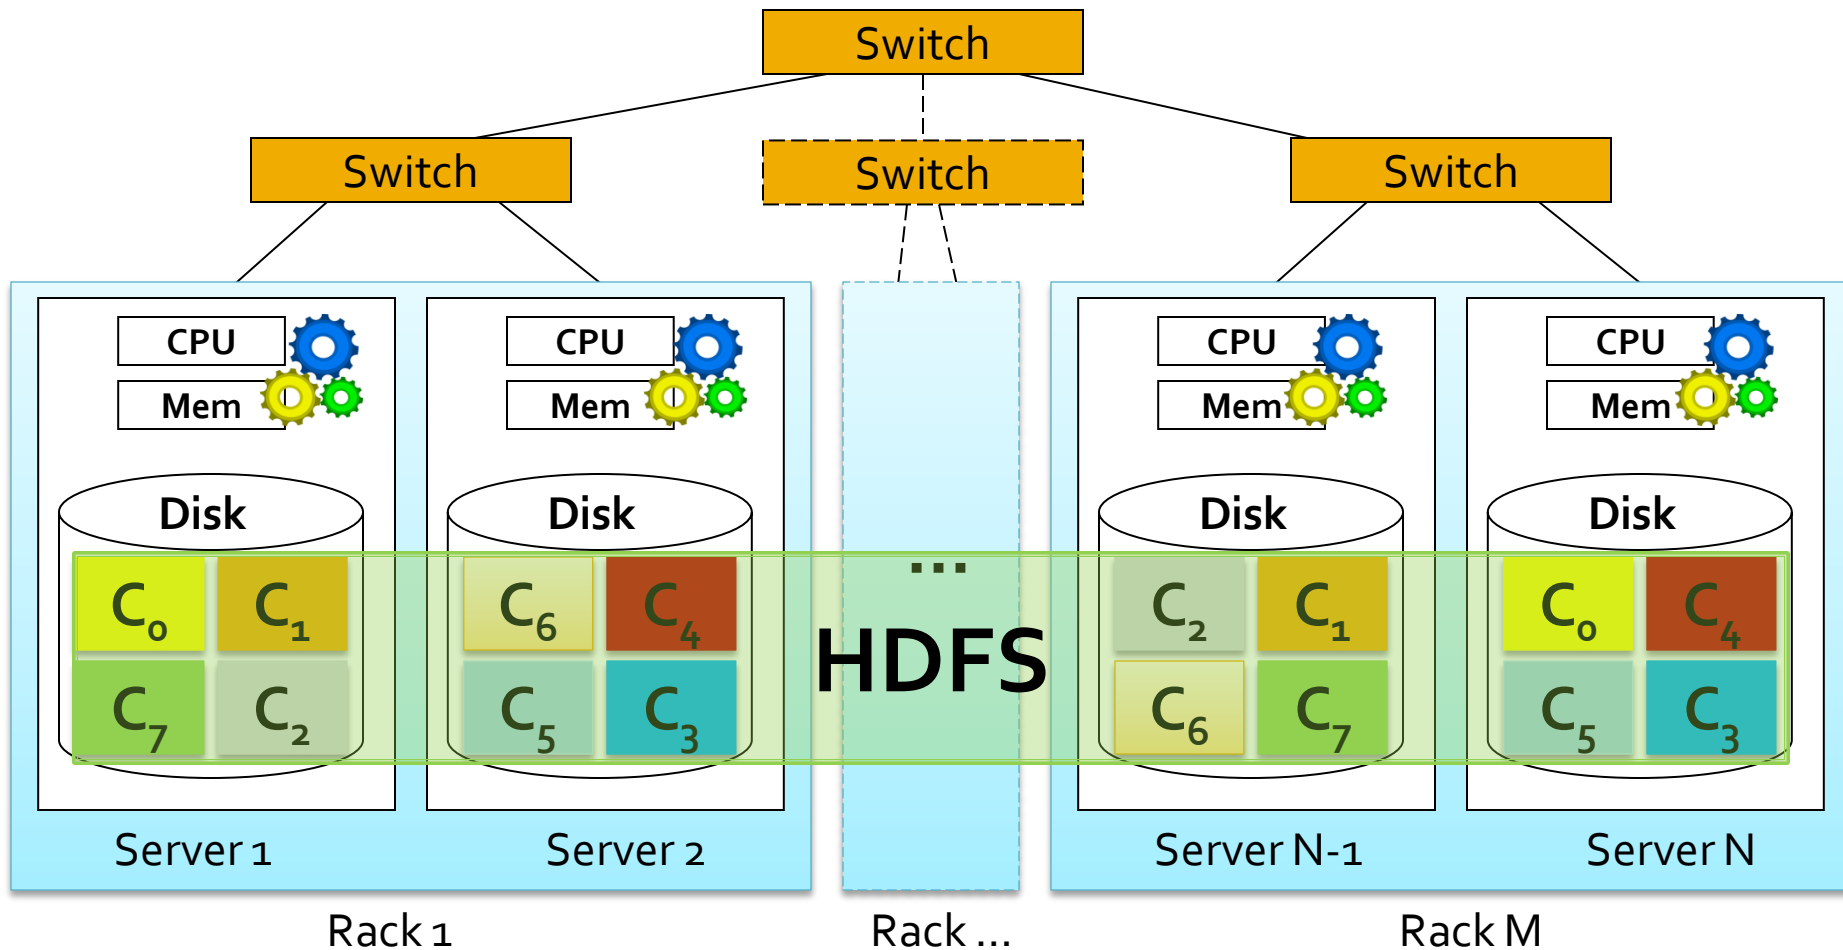 Switch
Switch Switch Switch
CPU CPU CPU CPU
Mem Mem Mem Mem
Disk Disk Disk Disk
...
C0 C1 C6 C4 C2 C1 C0 C4
HDFS
C7 C2 C5 C3 C6 C7 C5 C3
Server 1 Server 2 Server N-1 Server N
Rack 1 Rack ... Rack M